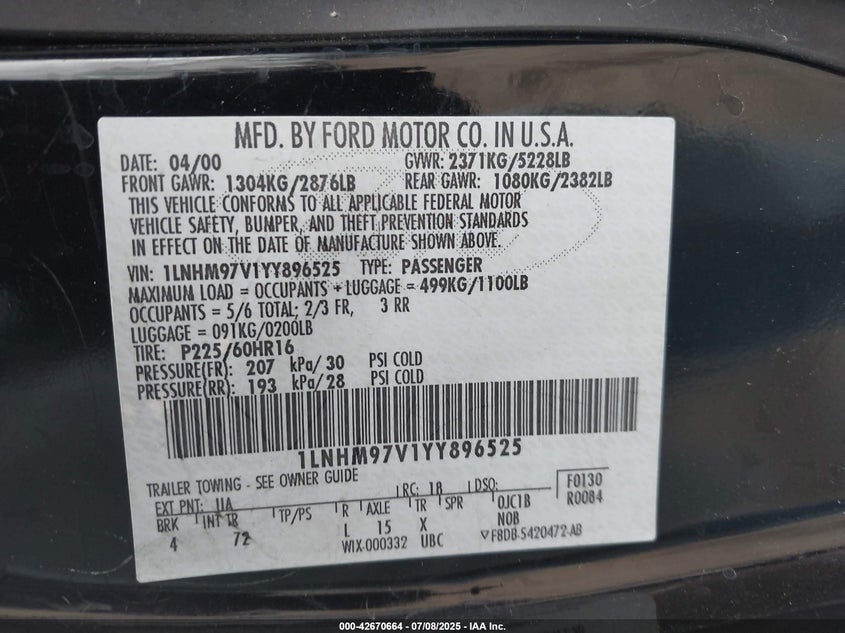 MFD. BY FORD MOTOR CO. IN U.S.A.
DATE: 04/00 GVWR: 2371KG/5228LB
FRONT GAWR: 1304KG/2876LB REAR GAWR: 1080KG/2382LB
THIS VEHICLE CONFORMS TO ALL APPLICABLE FEDERAL MOTOR
VEHICLE SAFETY, BUMPER, AND THEFT PREVENTION STANDARDS
IN EFFECT ON THE DATE OF MANUFACTURE SHOWN ABOVE.
VIN: 1LNHM97V1YY896525 TYPE: PASSENGER
MAXIMUM LOAD = OCCUPANTS + LUGGAGE = 499KG/1100LB
OCCUPANTS = 5/6 TOTAL; 2/3 FR, 3 RR
LUGGAGE = 091KG/0200LB
TIRE: P225/60HR16
PRESSURE(FR): 207 kPa/30 PSI COLD
PRESSURE(RR): 193 kPa/28 PSI COLD
1LNHM97V1YY896525
TRAILER TOWING - SEE OWNER GUIDE
EXT PNT: UA RC: 18 DSO: F0130
BRK INT TR TP/PS R AXLE TR SPR 0JC1B R0084
4 72 L 15 X NOB
WIX-000332 UBC F8DB-5420472-AB
000-42670664 - 07/08/2025 - IAA Inc.